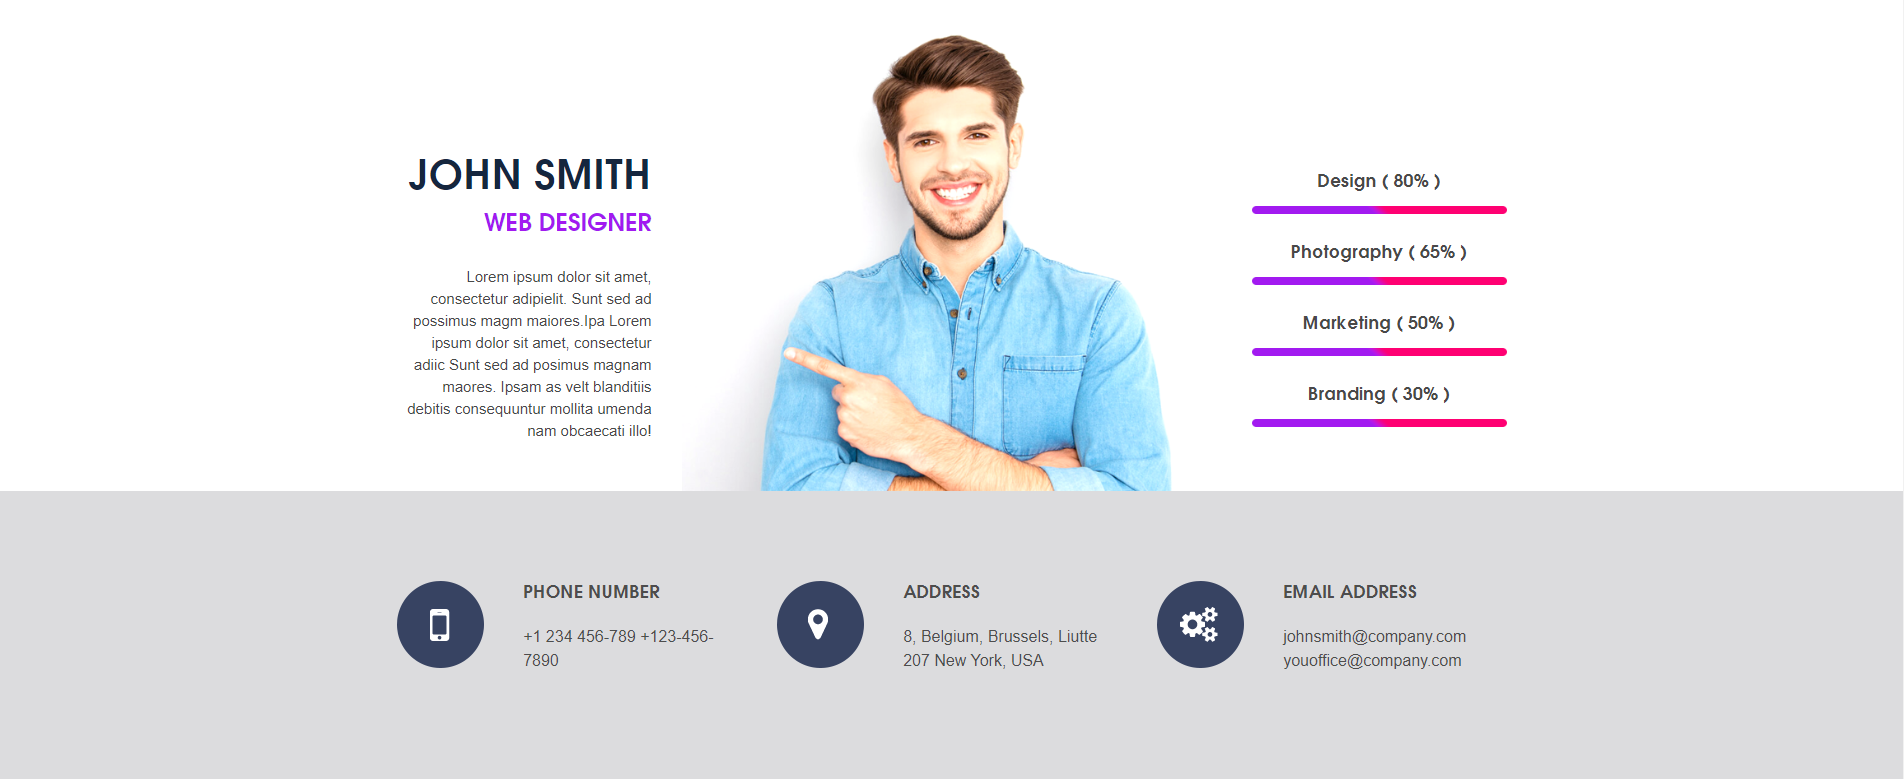 JOHN SMITH
WEB DESIGNER
Lorem ipsum dolor sit amet,
consectetur adipielit. Sunt sed ad
possimus magm maiores.Ipa Lorem
ipsum dolor sit amet, consectetur
adiic Sunt sed ad posimus magnam
maores. Ipsam as velt blanditiis
debitis consequuntur mollita umenda
nam obcaecati illo!
Design ( 80% )
Photography ( 65% )
Marketing ( 50% )
Branding ( 30% )
PHONE NUMBER
+1 234 456-789 +123-456-
7890
ADDRESS
8, Belgium, Brussels, Liutte
207 New York, USA
EMAIL ADDRESS
johnsmith@company.com
youoffice@company.com